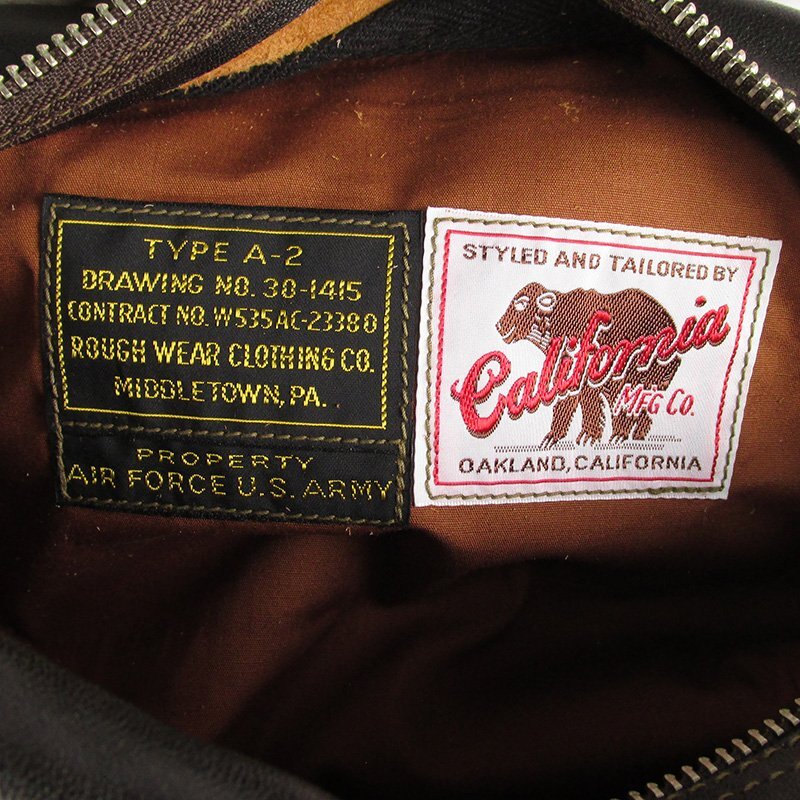 TYPE A-2
DRAWING NO. 30-1415
CONTRACT NO. W535AC-23380
ROUGH WEAR CLOTHING CO.
MIDDLETOWN, PA.
PROPERTY
AIR FORCE U.S. ARMY
STYLED AND TAILORED BY
California
MFG CO.
OAKLAND, CALIFORNIA